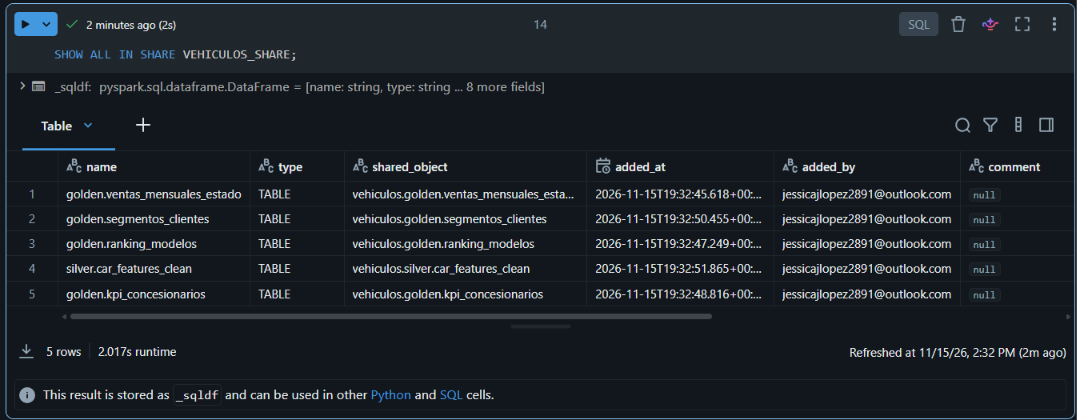 2 minutes ago (2s)
14
SQL
SHOW ALL IN SHARE VEHICULOS_SHARE;
_sqldf: pyspark.sql.dataframe.DataFrame = [name: string, type: string ... 8 more fields]
Table
name type shared_object added_at added_by comment
1 golden.ventas_mensuales_estado TABLE vehiculos.golden.ventas_mensuales_esta... 2026-11-15T19:32:45.618+00:... jessicajlopez2891@outlook.com null
2 golden.segmentos_clientes TABLE vehiculos.golden.segmentos_clientes 2026-11-15T19:32:50.455+00:... jessicajlopez2891@outlook.com null
3 golden.ranking_modelos TABLE vehiculos.golden.ranking_modelos 2026-11-15T19:32:47.249+00:... jessicajlopez2891@outlook.com null
4 silver.car_features_clean TABLE vehiculos.silver.car_features_clean 2026-11-15T19:32:51.865+00:... jessicajlopez2891@outlook.com null
5 golden.kpi_concesionarios TABLE vehiculos.golden.kpi_concesionarios 2026-11-15T19:32:48.816+00:... jessicajlopez2891@outlook.com null
5 rows 2.017s runtime
Refreshed at 11/15/26, 2:32 PM (2m ago)
This result is stored as _sqldf and can be used in other Python and SQL cells.